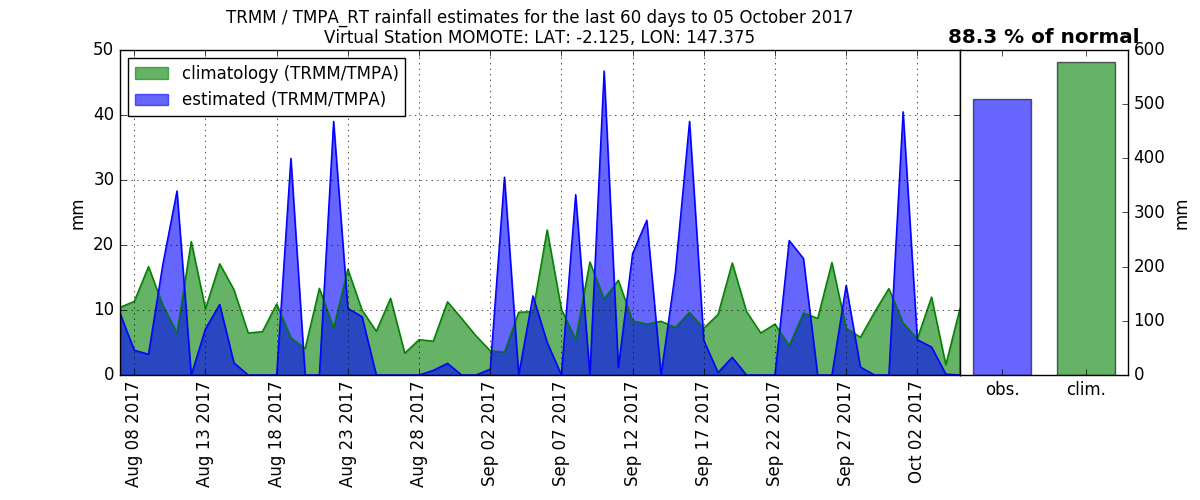 TRMM / TMPA_RT rainfall estimates for the last 60 days to 05 October 2017
Virtual Station MOMOTE: LAT: -2.125, LON: 147.375
88.3 % of normal
climatology (TRMM/TMPA)
estimated (TRMM/TMPA)
50
40
30
20
10
0
mm
Aug 08 2017
Aug 13 2017
Aug 18 2017
Aug 23 2017
Aug 28 2017
Sep 02 2017
Sep 07 2017
Sep 12 2017
Sep 17 2017
Sep 22 2017
Sep 27 2017
Oct 02 2017
obs.
clim.
600
500
400
300
200
100
0
mm